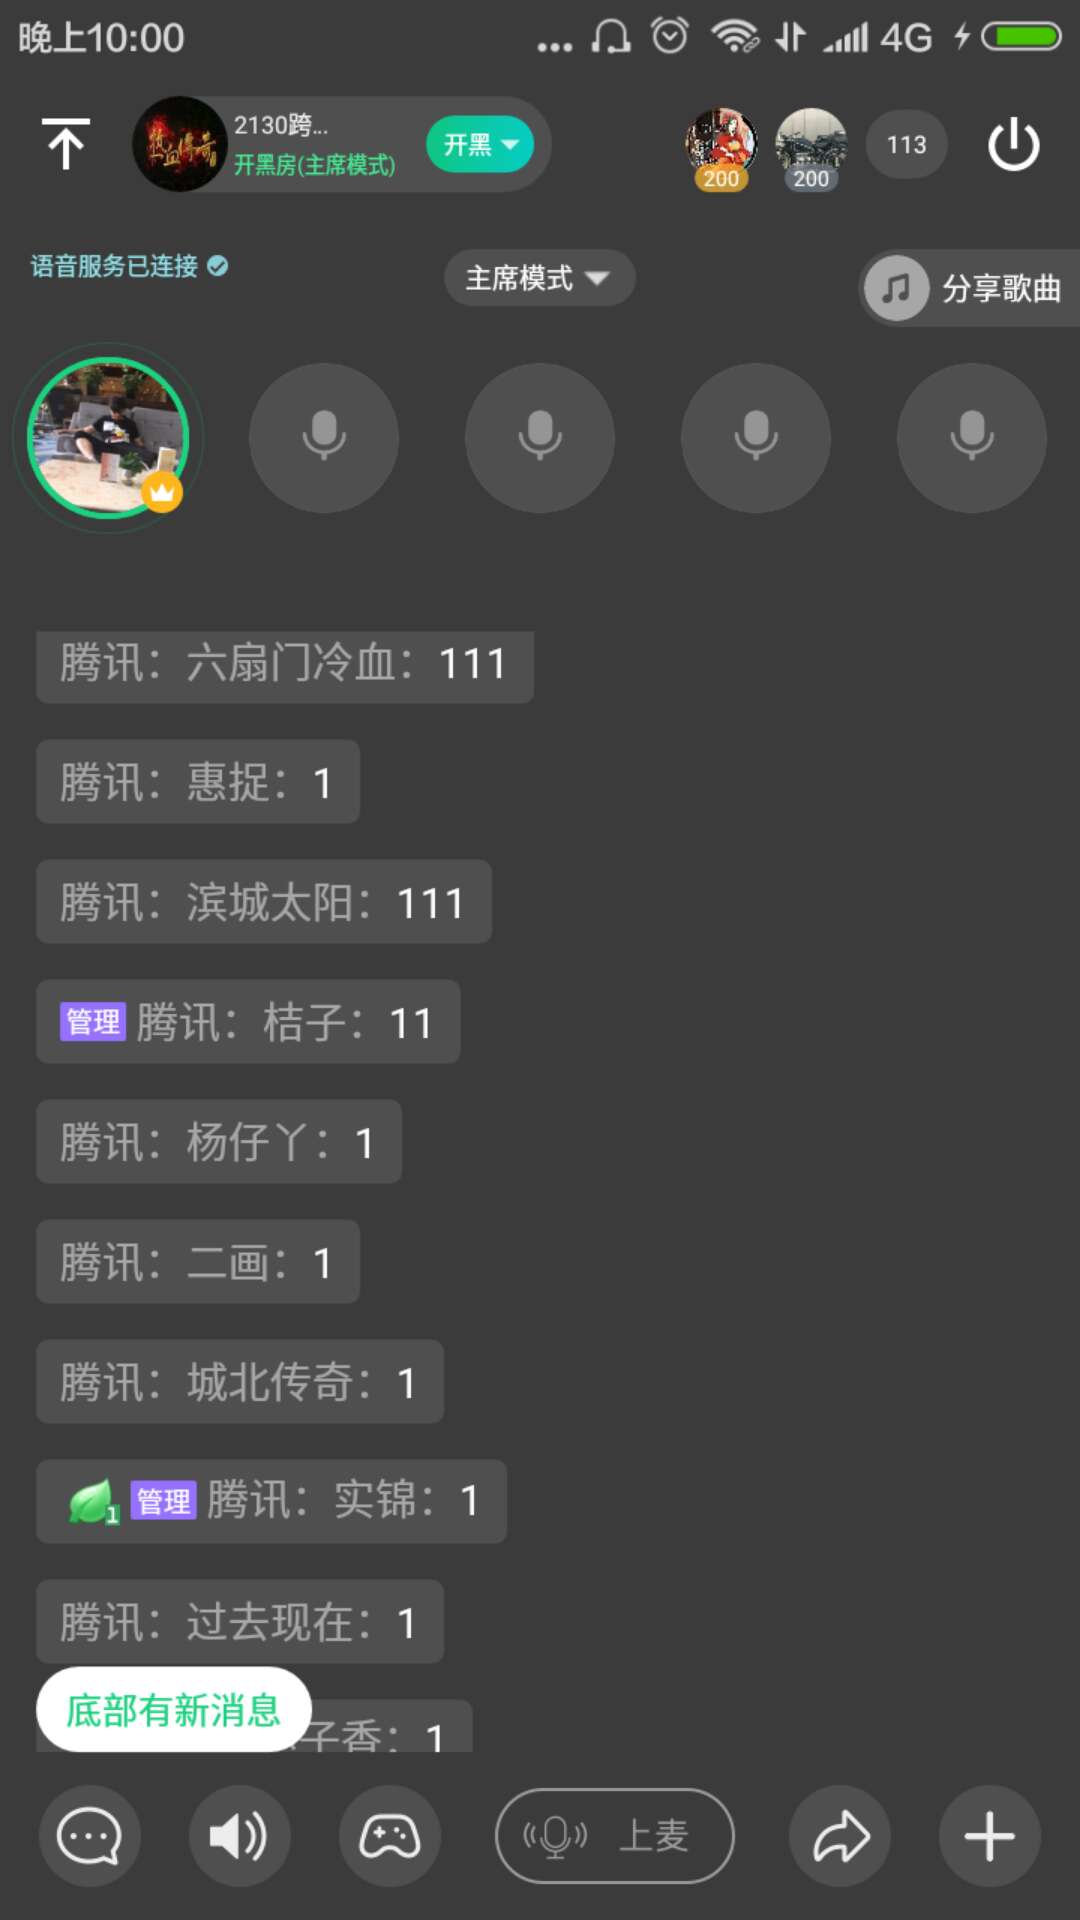 晚上10:00
4G
2130跨...
开黑房(主席模式)
开黑
热血传奇
200
200
113
语音服务已连接
主席模式
分享歌曲
腾讯：六扇门冷血：111
腾讯：惠捉：1
腾讯：滨城太阳：111
管理 腾讯：桔子：11
腾讯：杨仔丫：1
腾讯：二画：1
腾讯：城北传奇：1
1 管理 腾讯：实锦：1
腾讯：过去现在：1
子香：1
底部有新消息
上麦